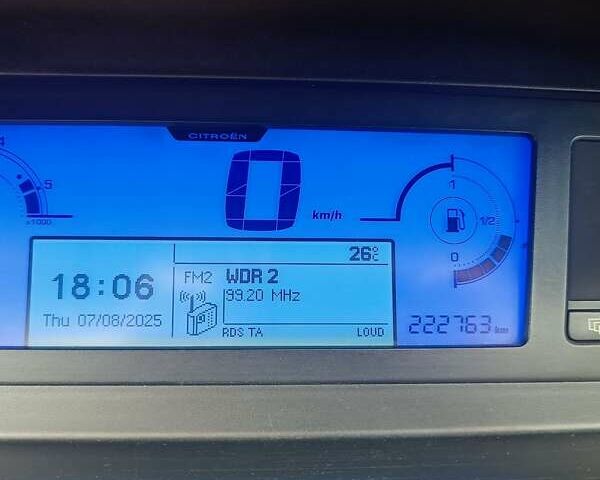 CITROËN
4
5
x1000
0 km/h
1
1/2
0
26°C
FM2 WDR 2
99.20 MHz
18:06
Thu 07/08/2025
RDS TA LOUD
222763 km